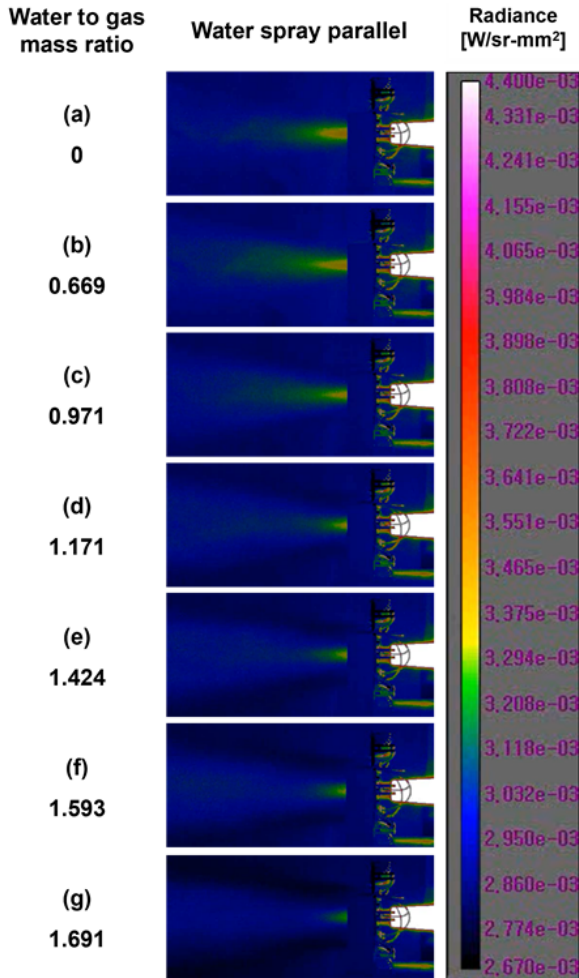 Water to gas
mass ratio
Water spray parallel
Radiance
[W/sr-mm²]
(a)
0
(b)
0.669
(c)
0.971
(d)
1.171
(e)
1.424
(f)
1.593
(g)
1.691
4.400e-03
4.331e-03
4.241e-03
4.155e-03
4.065e-03
3.984e-03
3.898e-03
3.808e-03
3.722e-03
3.641e-03
3.551e-03
3.465e-03
3.375e-03
3.294e-03
3.208e-03
3.118e-03
3.032e-03
2.950e-03
2.860e-03
2.774e-03
2.670e-03